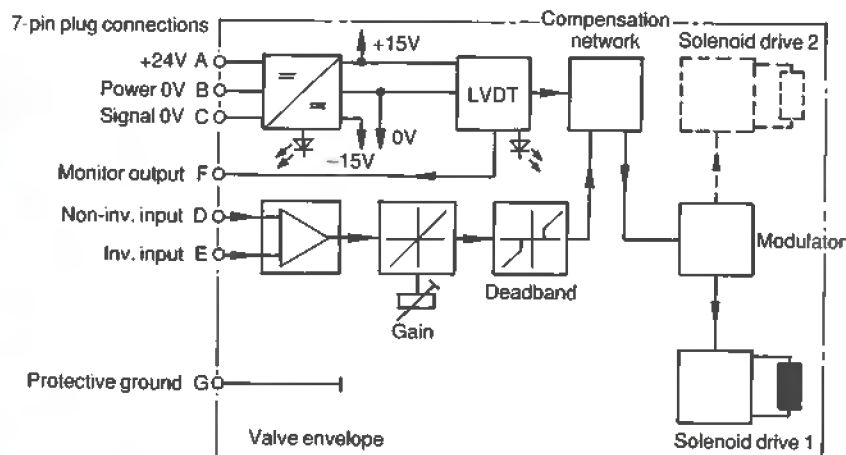 7-pin plug connections
Compensation
network
Solenoid drive 2
+24V A
+15V
Power 0V B
LVDT
Signal 0V C
0V
−15V
Monitor output F
Non-inv. input D
Modulator
Inv. input E
Deadband
Gain
Protective ground G
Valve envelope
Solenoid drive 1